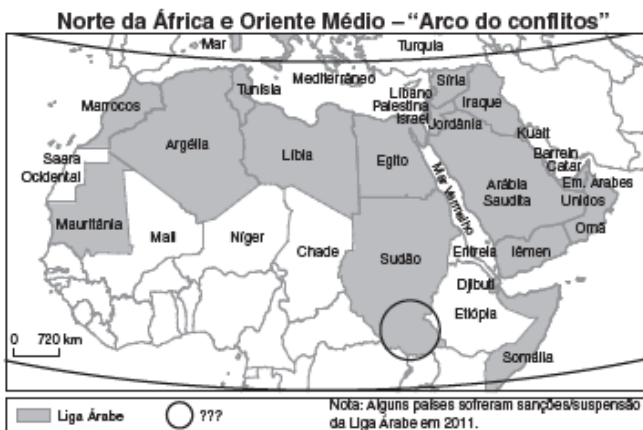 Norte da África e Oriente Médio – “Arco do conflitos”
Mar
Turquia
Mediterrâneo
Tunísia
Síria
Líbano
Iraque
Palestina
Israel
Jordânia
Marrocos
Argélia
Líbia
Egito
Kuait
Barrein
Catar
Saara
Ocidental
Mar Vermelho
Arábia
Saudita
Em. Arabes
Unidos
Omã
Mauritânia
Mali
Níger
Chade
Sudão
Eritreia
Iêmen
Djibuti
Etiópia
Somália
0 720 km
Liga Árabe
???
Nota: Alguns países sofreram sanções/suspensão
da Liga Árabe em 2011.